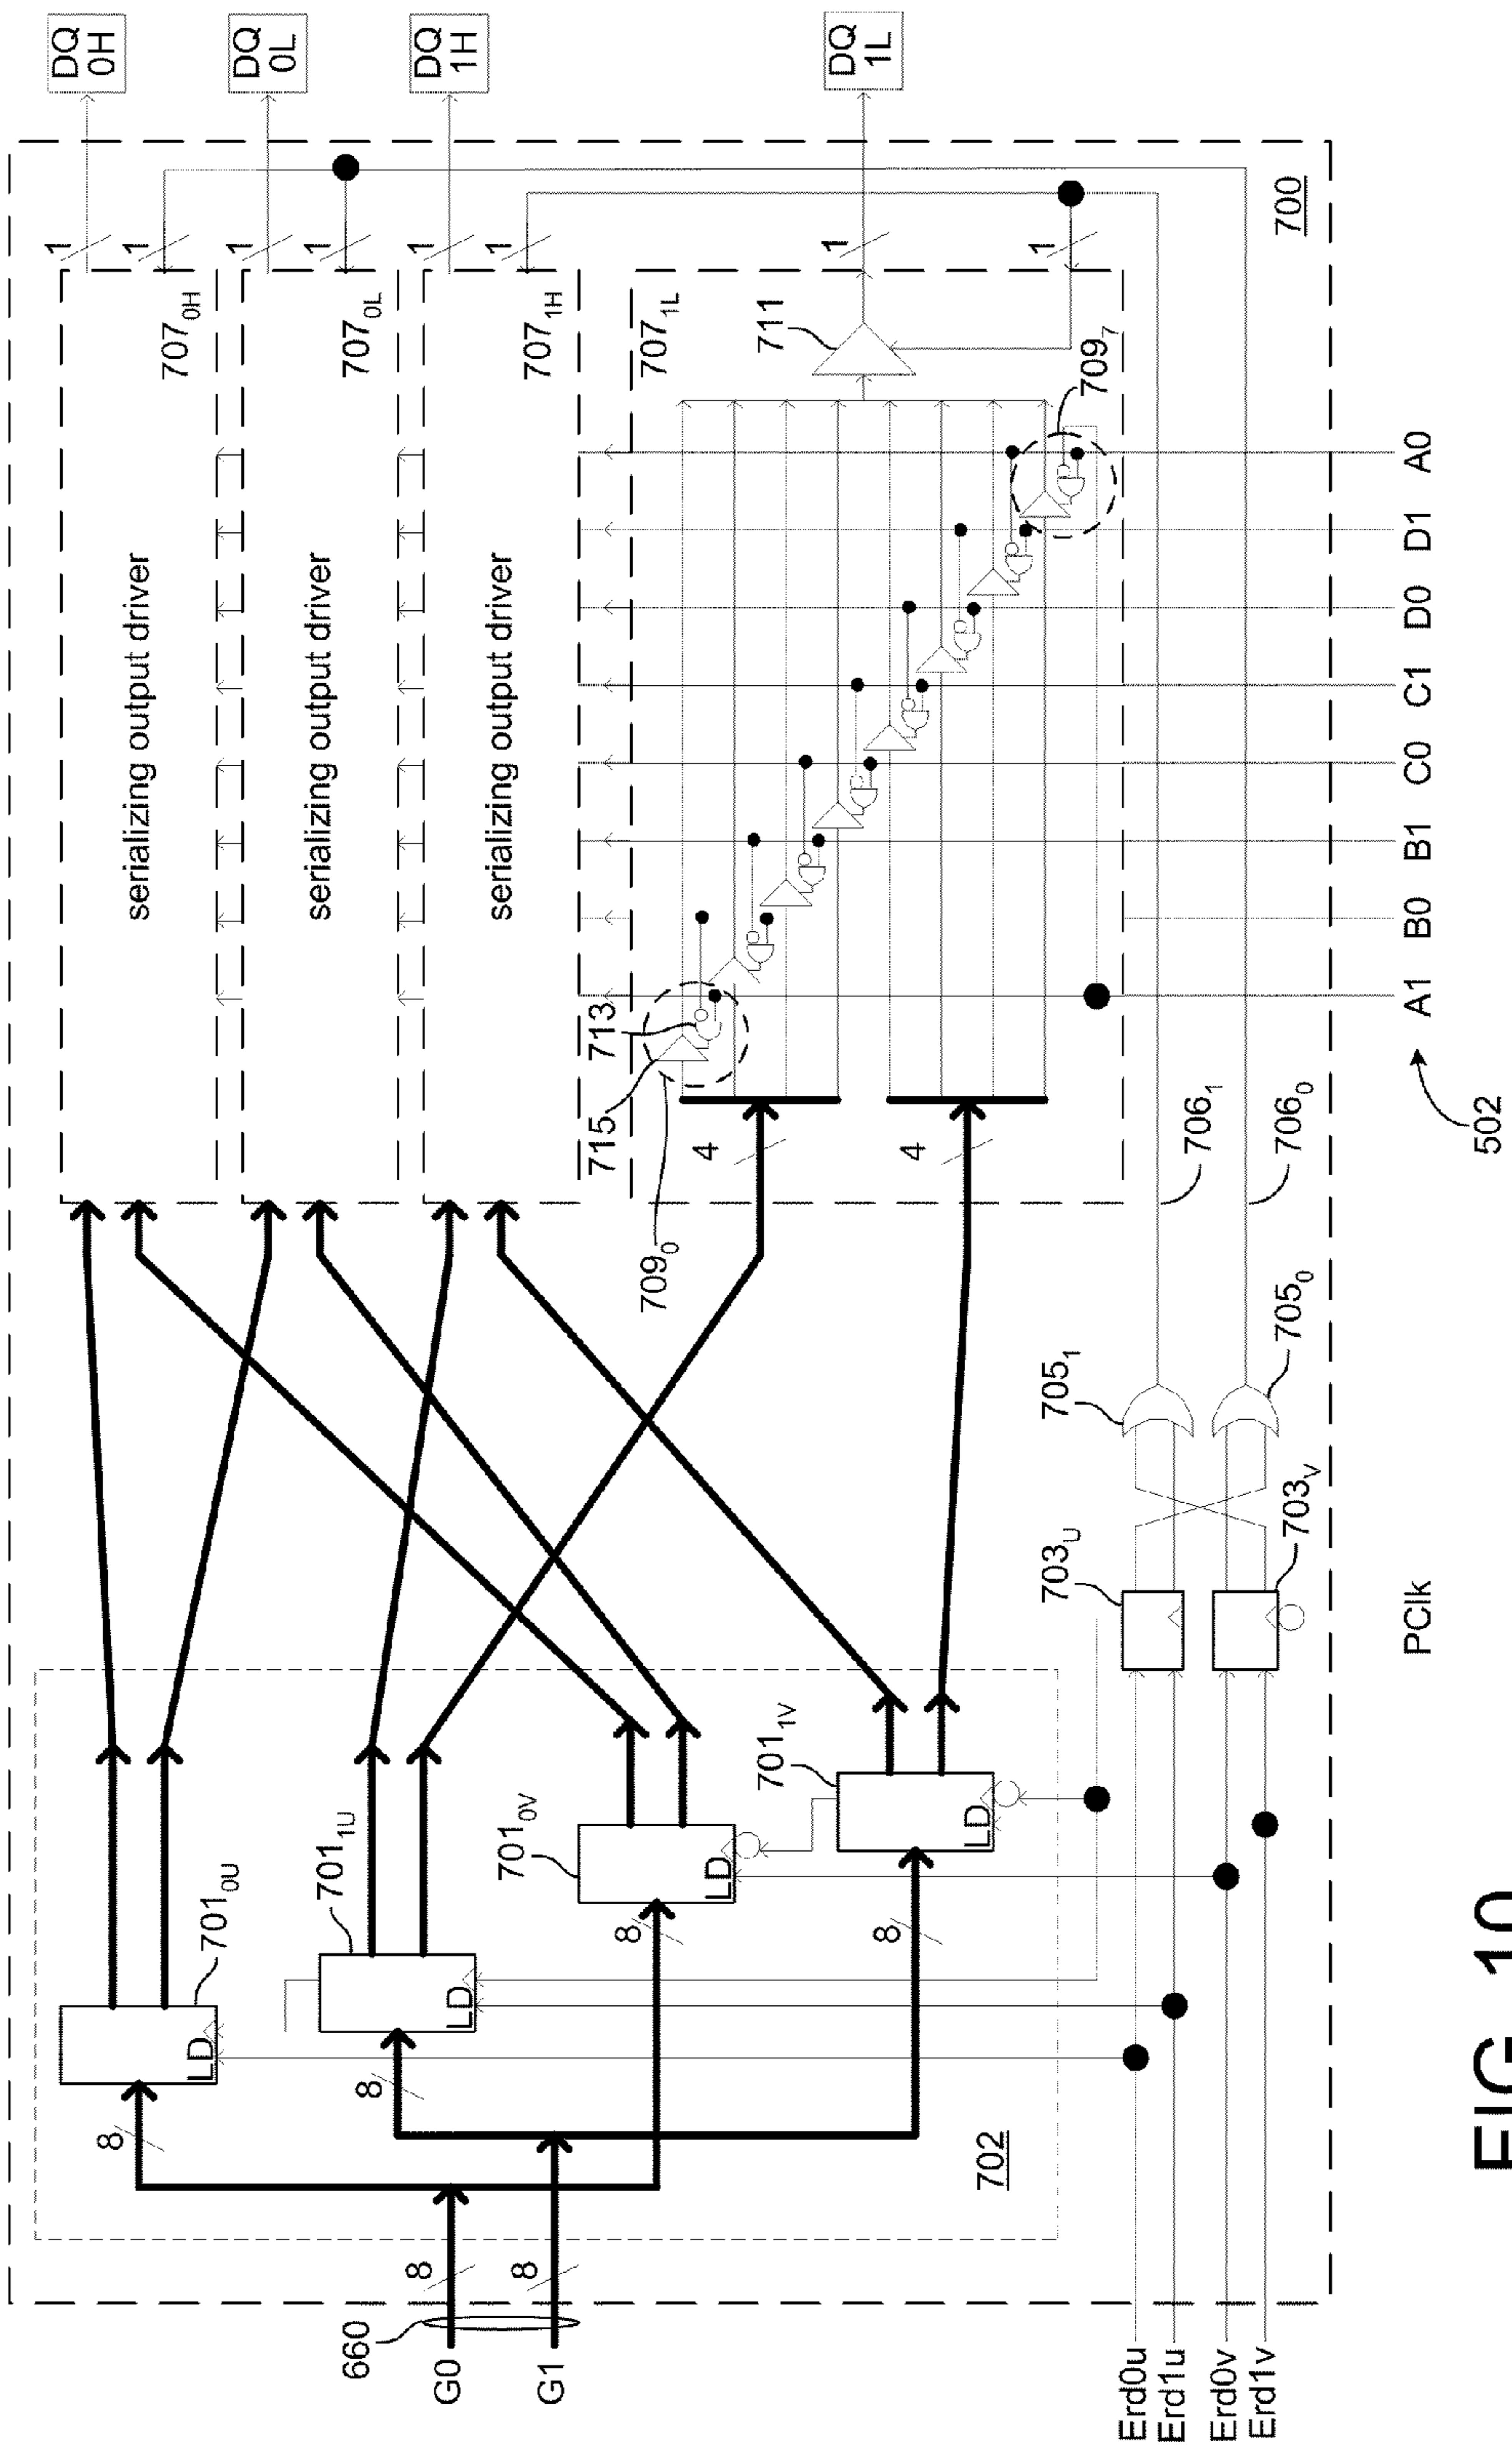 DQ
0H
DQ
0L
DQ
1H
DQ
1L
1
1
1
1
1
1
1
1
700
serializing output driver
707₀H
serializing output driver
707₀L
serializing output driver
707₁H
707₁L
711
709₇
713
715
709₀
4
4
A1 B0 B1 C0 C1 D0 D1 A0
502
706₁
706₀
705₁
705₀
703U
703V
PClk
701₀U
LD
701₁U
LD
701₀V
LD
701₁V
LD
8
8
8
8
702
660
8
8
G0
G1
Erd0u
Erd1u
Erd0v
Erd1v
FIG 10